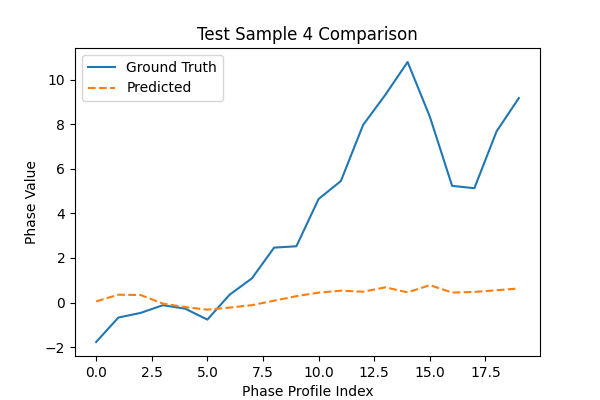 Test Sample 4 Comparison
Ground Truth
Predicted
Phase Value
10
8
6
4
2
0
−2
0.0 2.5 5.0 7.5 10.0 12.5 15.0 17.5
Phase Profile Index